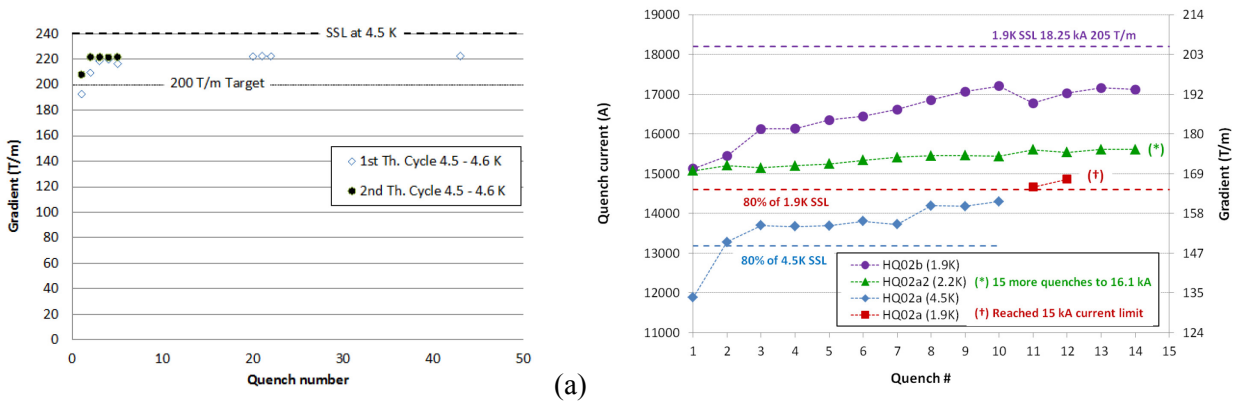 Gradient (T/m)
240
220
200
180
160
140
120
100
80
60
40
20
0
SSL at 4.5 K
200 T/m Target
1st Th. Cycle 4.5 - 4.6 K
2nd Th. Cycle 4.5 - 4.6 K
0 10 20 30 40 50
Quench number
(a)
Quench current (A)
19000
18000
17000
16000
15000
14000
13000
12000
11000
1.9K SSL 18.25 kA 205 T/m
(*)
(†)
80% of 1.9K SSL
80% of 4.5K SSL
HQ02b (1.9K)
HQ02a2 (2.2K) (*) 15 more quenches to 16.1 kA
HQ02a (4.5K)
HQ02a (1.9K) (†) Reached 15 kA current limit
1 2 3 4 5 6 7 8 9 10 11 12 13 14
Quench #
214
203
192
180
169
158
147
135
124
Gradient (T/m)